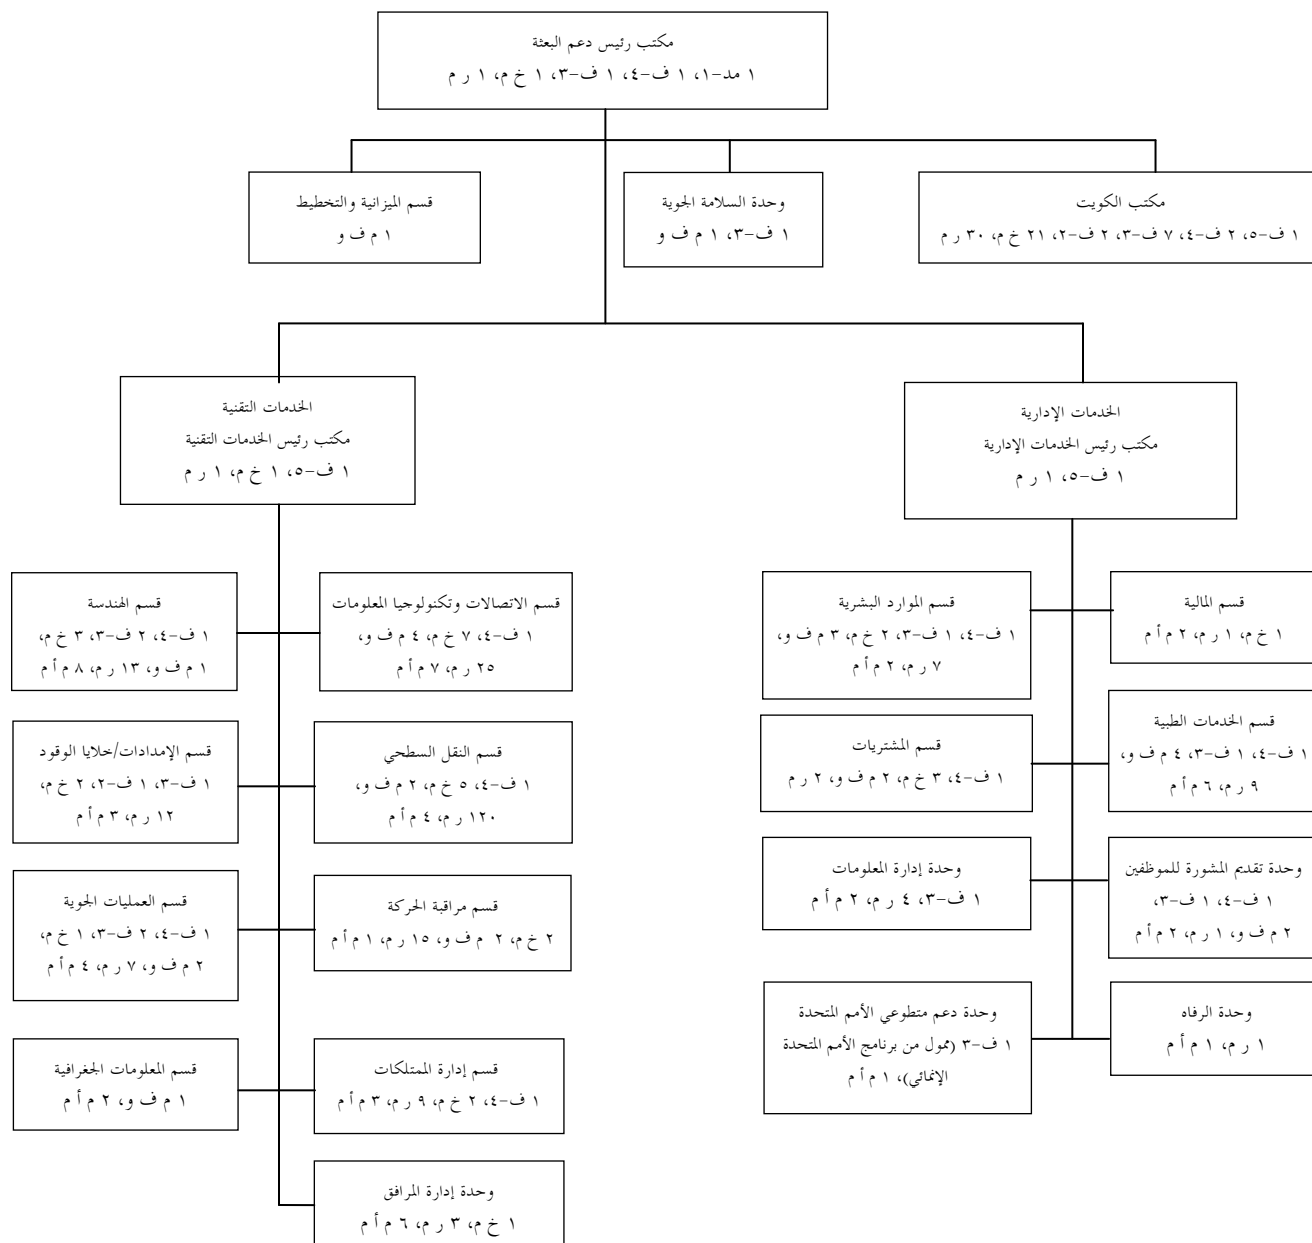 مكتب رئيس دعم البعثة
١ مد-١، ١ ف-٤، ١ ف-٣، ١ خ م، ١ ر م
مكتب الكويت
١ ف-٥، ٢ ف-٤، ٧ ف-٣، ٢ ف-٢، ٢١ خ م، ٣٠ ر م
وحدة السلامة الجوية
١ ف-٣، ١ م ف و
قسم الميزانية والتخطيط
١ م ف و
الخدمات الإدارية
مكتب رئيس الخدمات الإدارية
١ ف-٥، ١ ر م
قسم المالية
١ خ م، ١ ر م، ٢ م أ م
قسم الموارد البشرية
١ ف-٤، ١ ف-٣، ٢ خ م، ٣ م ف و،
٧ ر م، ٢ م أ م
قسم الخدمات الطبية
١ ف-٤، ١ ف-٣، ٤ م ف و،
٩ ر م، ٦ م أ م
قسم المشتريات
١ ف-٤، ٣ خ م، ٢ م ف و، ٢ ر م
وحدة تقديم المشورة للموظفين
١ ف-٤، ١ ف-٣،
٢ م ف و، ١ ر م، ٢ م أ م
وحدة إدارة المعلومات
١ ف-٣، ٤ ر م، ٢ م أ م
وحدة الرفاه
١ ر م، ١ م أ م
وحدة دعم متطوعي الأمم المتحدة
١ ف-٣ (ممول من برنامج الأمم المتحدة
الإنمائي)، ١ م أ م
الخدمات التقنية
مكتب رئيس الخدمات التقنية
١ ف-٥، ١ خ م، ١ ر م
قسم الاتصالات وتكنولوجيا المعلومات
١ ف-٤، ٧ خ م، ٤ م ف و،
٢٥ ر م، ٧ م أ م
قسم الهندسة
١ ف-٤، ٢ ف-٣، ٣ خ م،
١ م ف و، ١٣ ر م، ٨ م أ م
قسم النقل السطحي
١ ف-٤، ٥ خ م، ٢ م ف و،
١٢٠ ر م، ٤ م أ م
قسم الإمدادات/خلايا الوقود
١ ف-٣، ١ ف-٢، ٢ خ م،
١٢ ر م، ٣ م أ م
قسم مراقبة الحركة
٢ خ م، ٢ م ف و، ١٥ ر م، ١ م أ م
قسم العمليات الجوية
١ ف-٤، ٢ ف-٣، ١ خ م،
٢ م ف و، ٧ ر م، ٤ م أ م
قسم إدارة الممتلكات
١ ف-٤، ٢ خ م، ٩ ر م، ٣ م أ م
قسم المعلومات الجغرافية
١ م ف و، ٢ م أ م
وحدة إدارة المرافق
١ خ م، ٣ ر م، ٦ م أ م